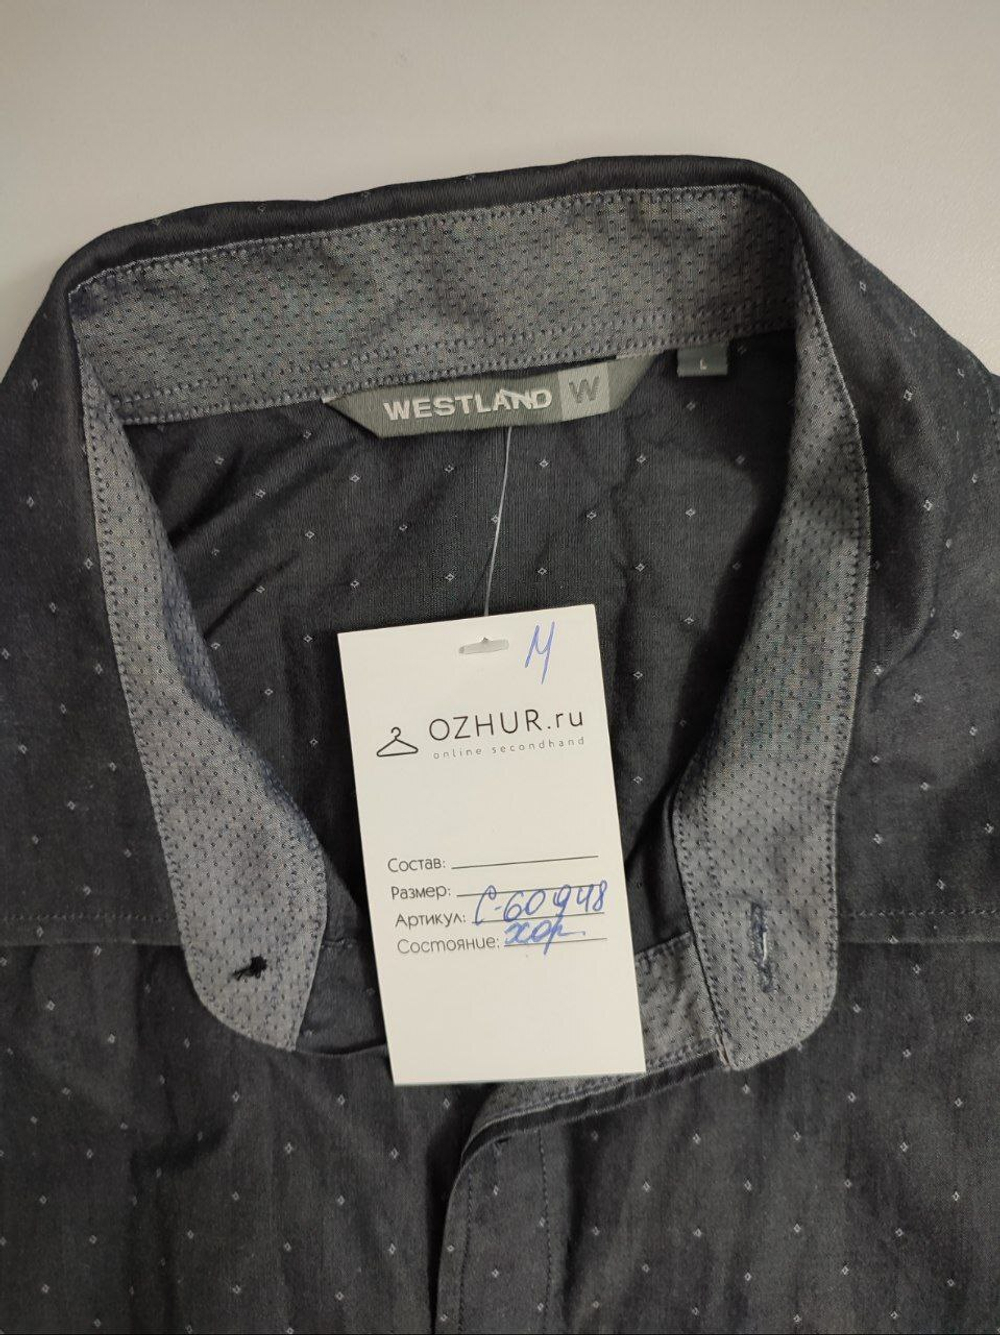 WESTLAND W
L
М
OZHUR.ru
online secondhand
Состав:
Размер:
Артикул: С-60948
Состояние: хор.